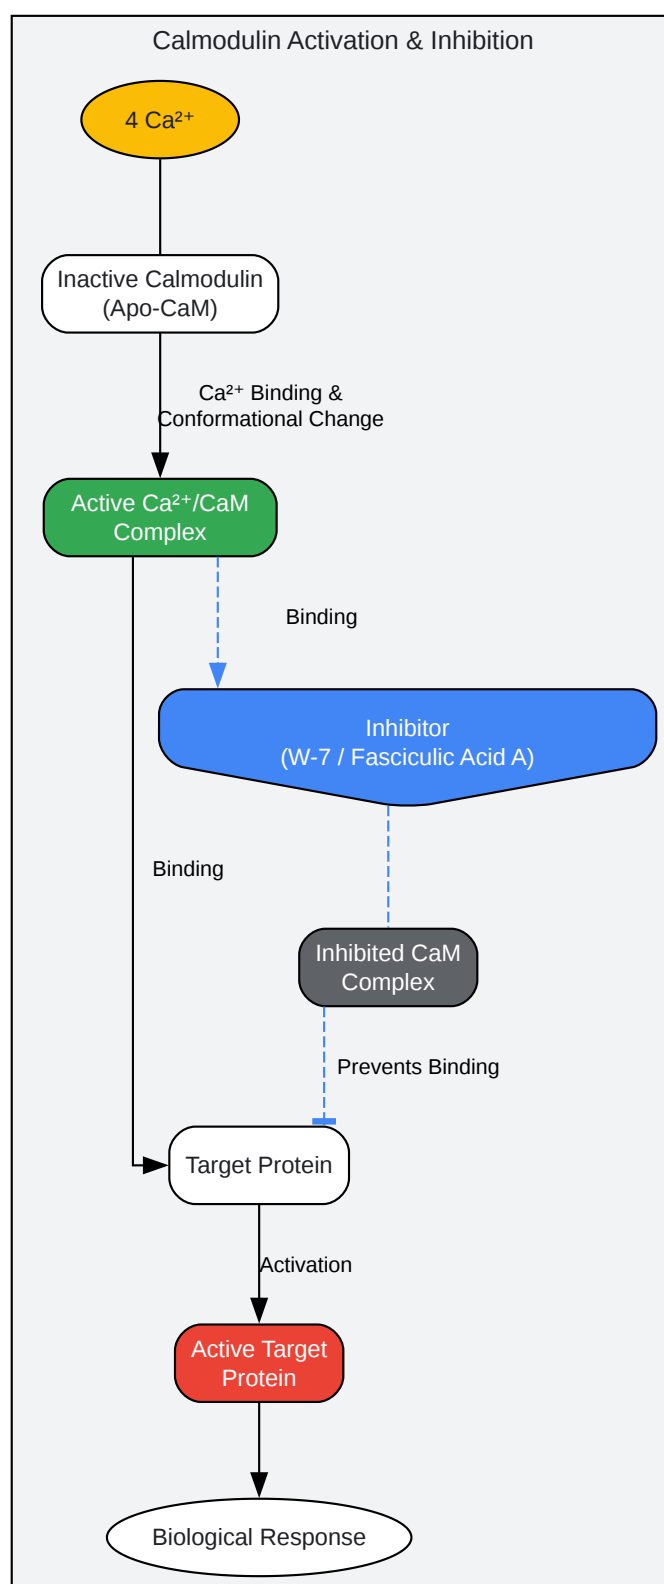 Calmodulin Activation & Inhibition
4 Ca²⁺
Inactive Calmodulin
(Apo-CaM)
Ca²⁺ Binding &
Conformational Change
Active Ca²⁺/CaM
Complex
Binding
Inhibitor
(W-7 / Fasciculic Acid A)
Binding
Inhibited CaM
Complex
Prevents Binding
Target Protein
Activation
Active Target
Protein
Biological Response